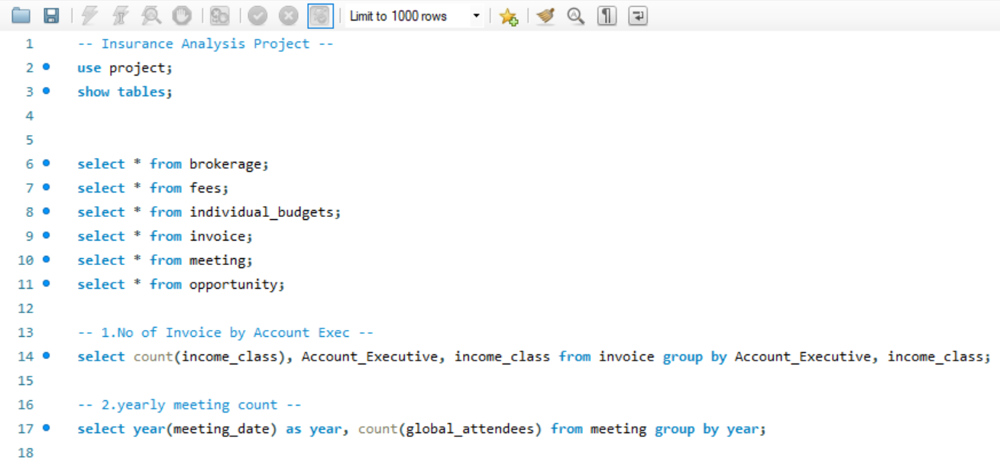 Limit to 1000 rows
1 -- Insurance Analysis Project --
2 use project;
3 show tables;
4
5
6 select * from brokerage;
7 select * from fees;
8 select * from individual_budgets;
9 select * from invoice;
10 select * from meeting;
11 select * from opportunity;
12
13 -- 1.No of Invoice by Account Exec --
14 select count(income_class), Account_Executive, income_class from invoice group by Account_Executive, income_class;
15
16 -- 2.yearly meeting count --
17 select year(meeting_date) as year, count(global_attendees) from meeting group by year;
18